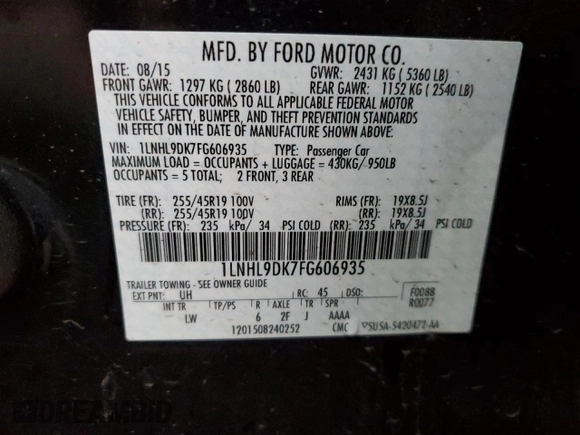 MFD. BY FORD MOTOR CO.
DATE: 08/15 GVWR: 2431 KG ( 5360 LB)
FRONT GAWR: 1297 KG ( 2860 LB) REAR GAWR: 1152 KG ( 2540 LB)
THIS VEHICLE CONFORMS TO ALL APPLICABLE FEDERAL MOTOR
VEHICLE SAFETY, BUMPER, AND THEFT PREVENTION STANDARDS
IN EFFECT ON THE DATE OF MANUFACTURE SHOWN ABOVE.
VIN: 1LNHL9DK7FG606935 TYPE: Passenger Car
MAXIMUM LOAD = OCCUPANTS + LUGGAGE = 430KG/ 950LB
OCCUPANTS = 5 TOTAL; 2 FRONT, 3 REAR
TIRE (FR): 255/45R19 100V RIMS (FR): 19X8.5J
(RR): 255/45R19 100V (RR): 19X8.5J
PRESSURE (FR): 235 kPa/ 34 PSI COLD (RR): 235 kPa/ 34 PSI COLD
1LNHL9DK7FG606935
TRAILER TOWING - SEE OWNER GUIDE
EXT PNT: UH RC: 45 DSO: F0088
INT TR TP/PS R AXLE TR SPR R0077
LW 6 2F J AAAA
1201508240252 CMC SUSA-5420472-AA
DREAMBID